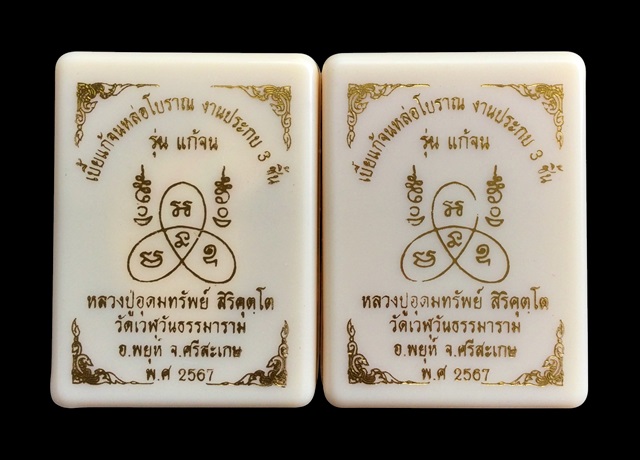 เบี้ยแก้จนหล่อโบราณ งานประกบ 3 ชิ้น
รุ่น แก้จน
หลวงปู่อุดมทรัพย์ สิริคุตฺโต
วัดเวฬุวันธรรมาราม
อ.พยุห์ จ.ศรีสะเกษ
พ.ศ 2567
เบี้ยแก้จนหล่อโบราณ งานประกบ 3 ชิ้น
รุ่น แก้จน
หลวงปู่อุดมทรัพย์ สิริคุตฺโต
วัดเวฬุวันธรรมาราม
อ.พยุห์ จ.ศรีสะเกษ
พ.ศ 2567